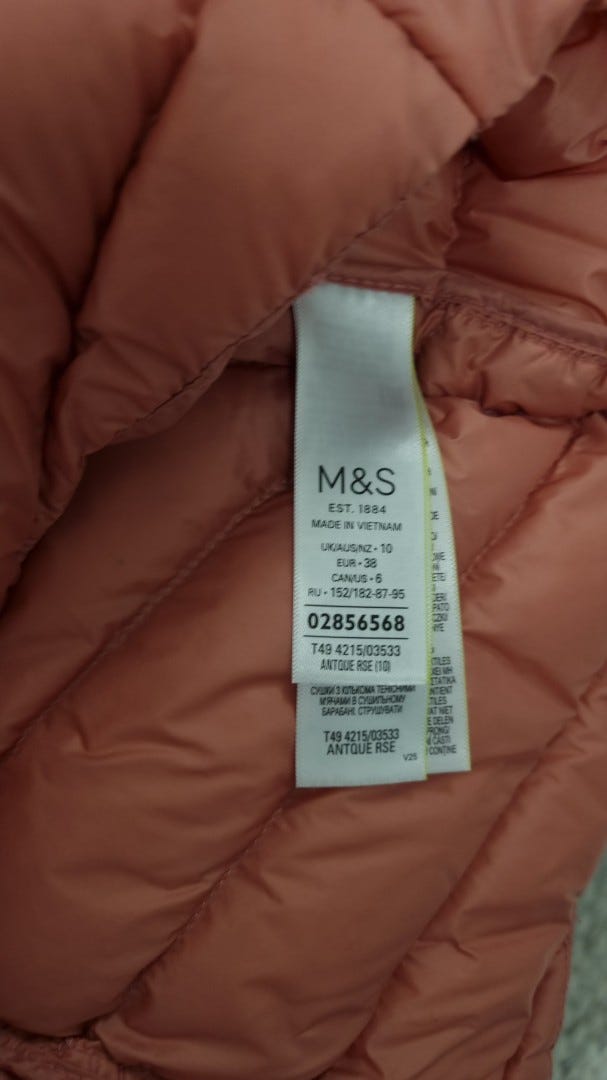 M&S
EST. 1884
MADE IN VIETNAM
UK/AUS/NZ - 10
EUR - 38
CAN/US - 6
RU - 152/182-87-95
02856568
T49 4215/03533
ANTQUE RSE (10)
СУШКИ З КІЛЬКОМА ТЕНІСНИМИ
М'ЯЧАМИ В СУШИЛЬНОМУ
БАРАБАНІ. СТРУШУВАТИ
T49 4215/03533
ANTQUE RSE
V25